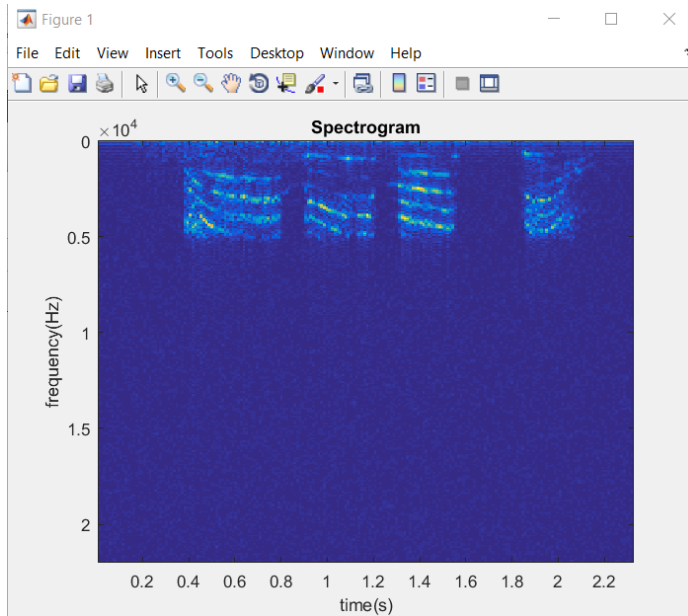 Figure 1
File Edit View Insert Tools Desktop Window Help
×10⁴
Spectrogram
0
0.5
1
1.5
2
frequency(Hz)
0.2 0.4 0.6 0.8 1 1.2 1.4 1.6 1.8 2 2.2
time(s)